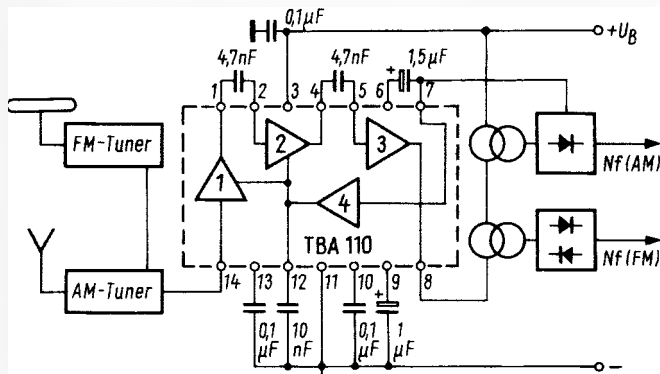 0,1µF
+U_B
4,7nF
4,7nF
+
1,5µF
1
2
3
4
5
6
7
FM-Tuner
2
3
Nf(AM)
1
4
TBA 110
Nf(FM)
AM-Tuner
14
13
12
11
10
9
8
+
0,1
µF
10
nF
0,1
µF
1
µF
−